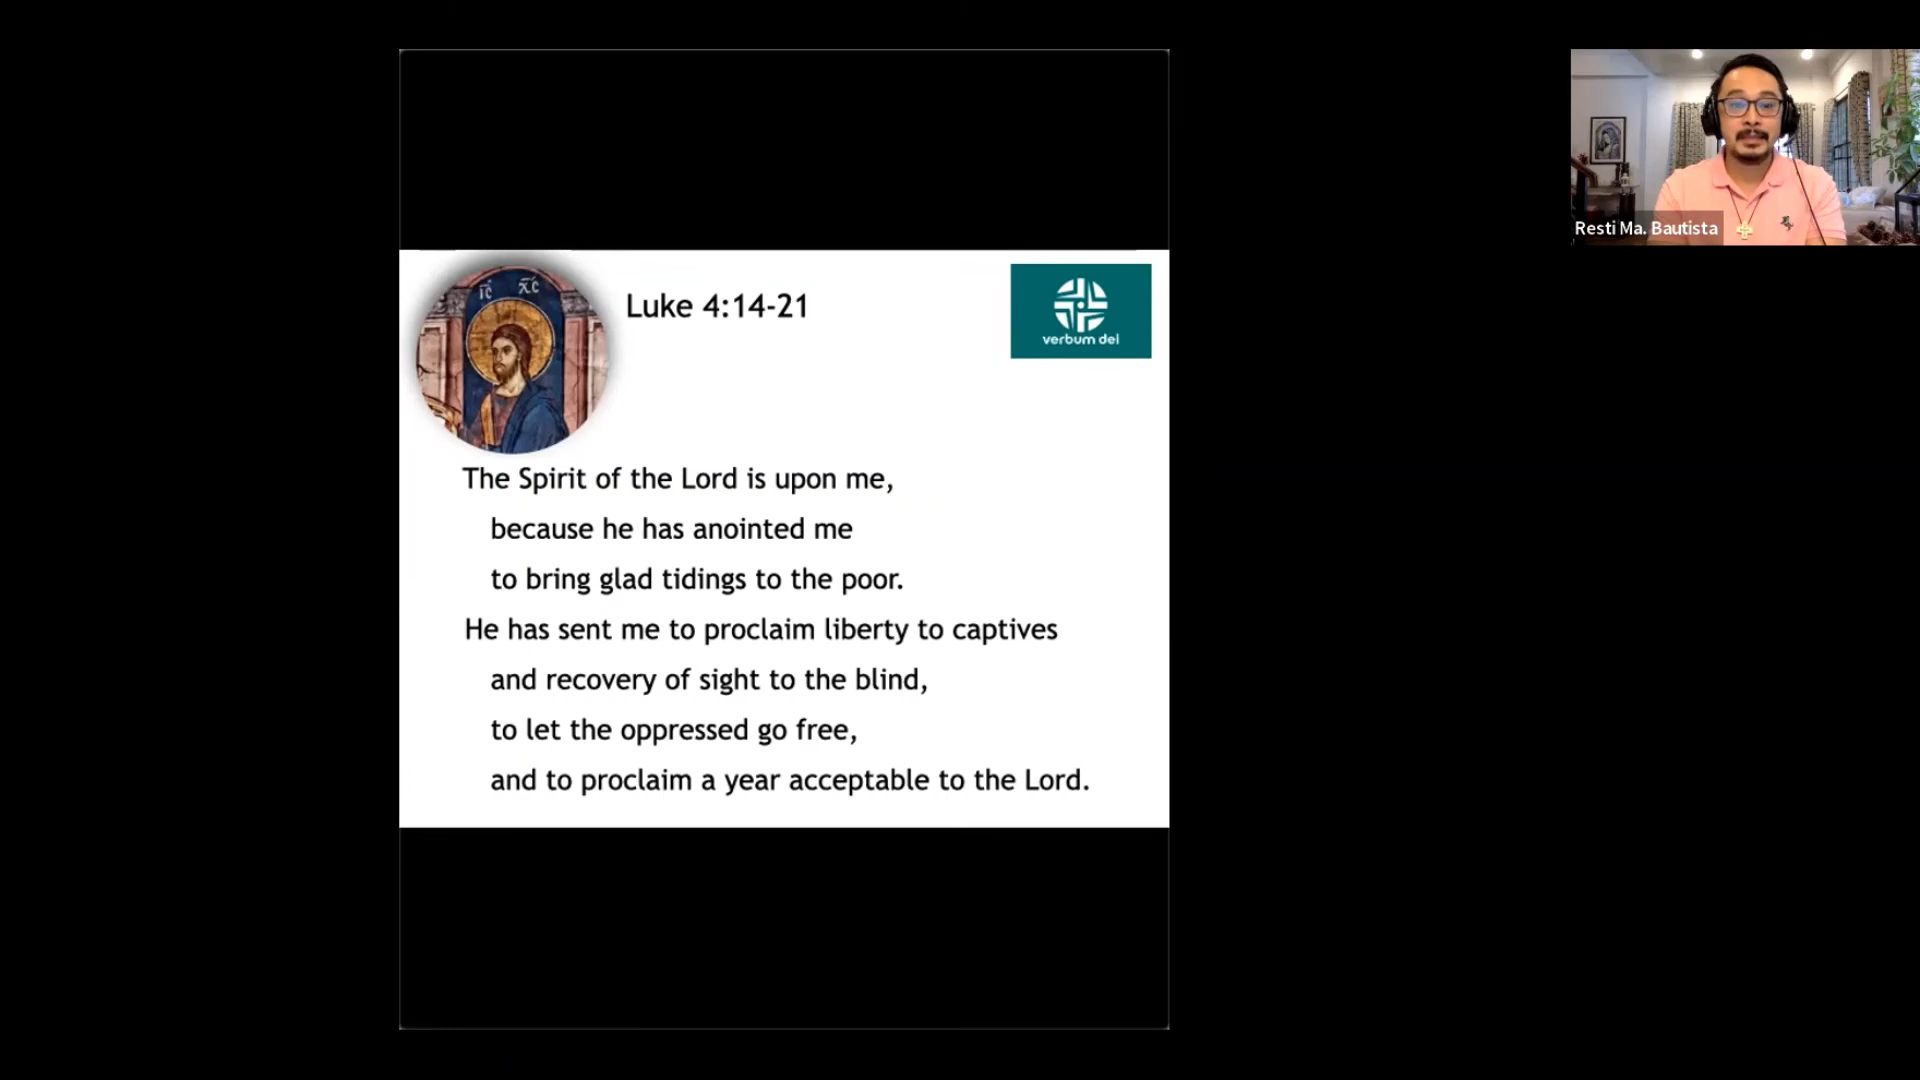 Luke 4:14-21
verbum dei
The Spirit of the Lord is upon me,
because he has anointed me
to bring glad tidings to the poor.
He has sent me to proclaim liberty to captives
and recovery of sight to the blind,
to let the oppressed go free,
and to proclaim a year acceptable to the Lord.
Resti Ma. Bautista